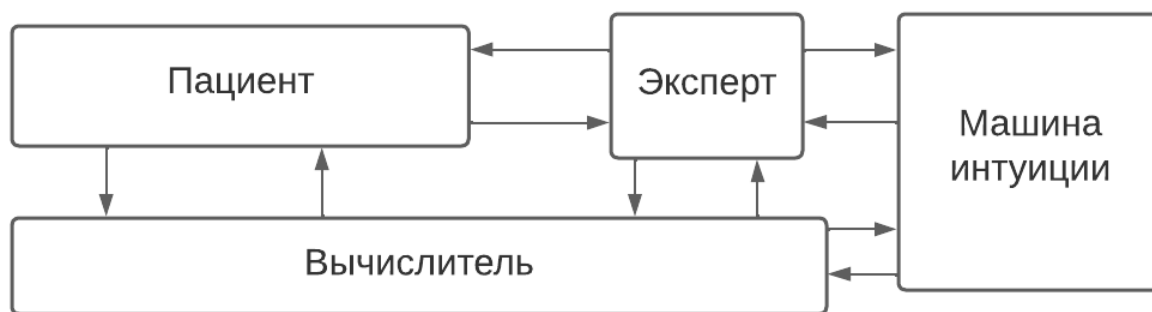 Пациент
Эксперт
Машина
интуиции
Вычислитель